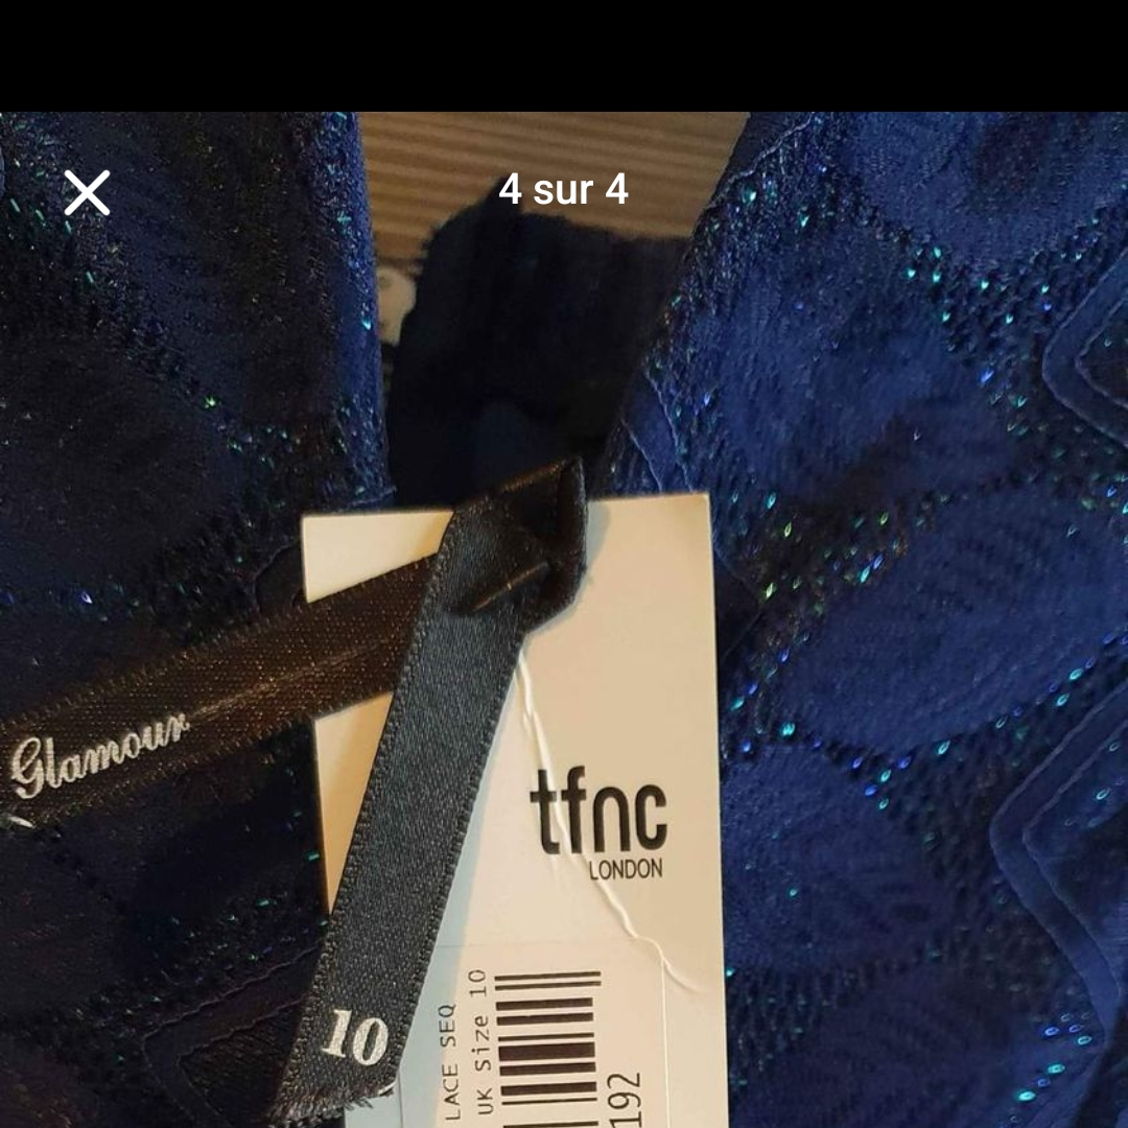 4 sur 4
Glamour
tfnc
LONDON
10
LACE SEQ
UK Size 10
192